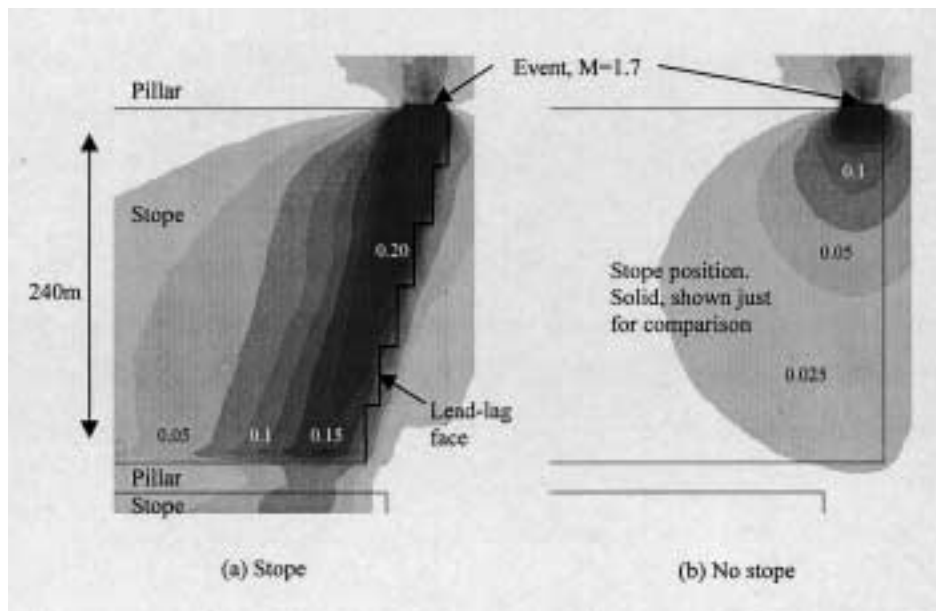 Event, M=1.7
Pillar
Stope
240m
0.20
0.05
0.1
0.15
Lend-lag
face
Pillar
Stope
(a) Stope
0.1
0.05
Stope position.
Solid, shown just
for comparison
0.025
(b) No stope